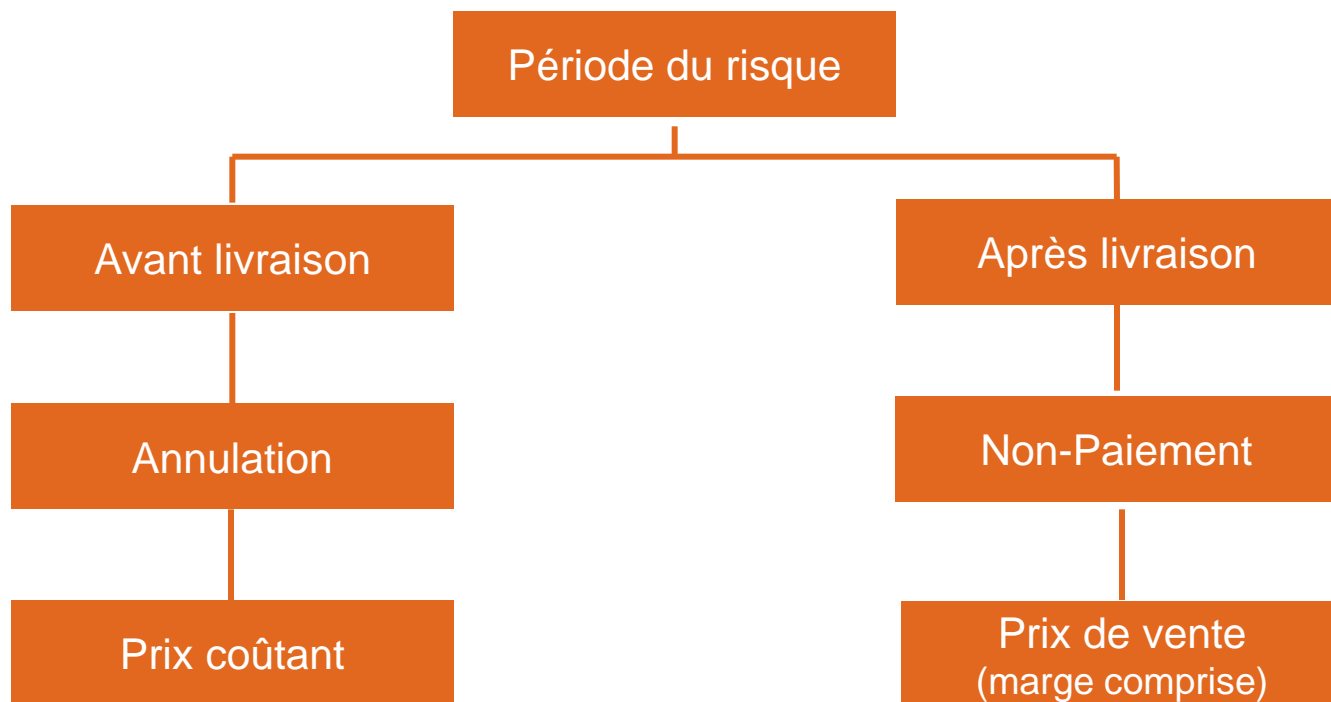 Période du risque
Avant livraison
Après livraison
Annulation
Non-Paiement
Prix coûtant
Prix de vente
(marge comprise)